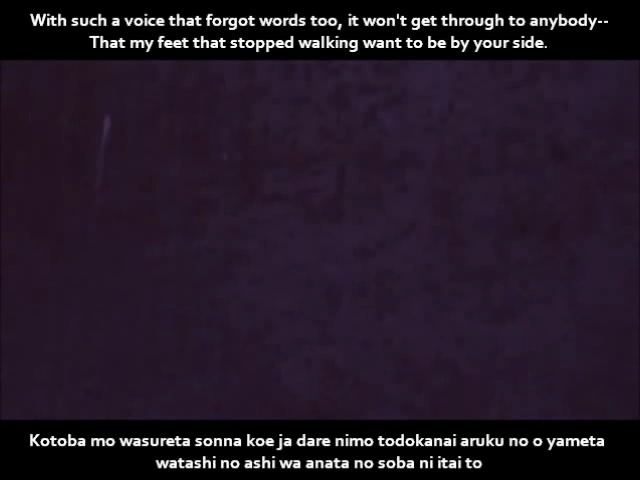 With such a voice that forgot words too, it won't get through to anybody--
That my feet that stopped walking want to be by your side.
Kotoba mo wasureta sonna koe ja dare nimo todokanai aruku no o yameta
watashi no ashi wa anata no soba ni itai to